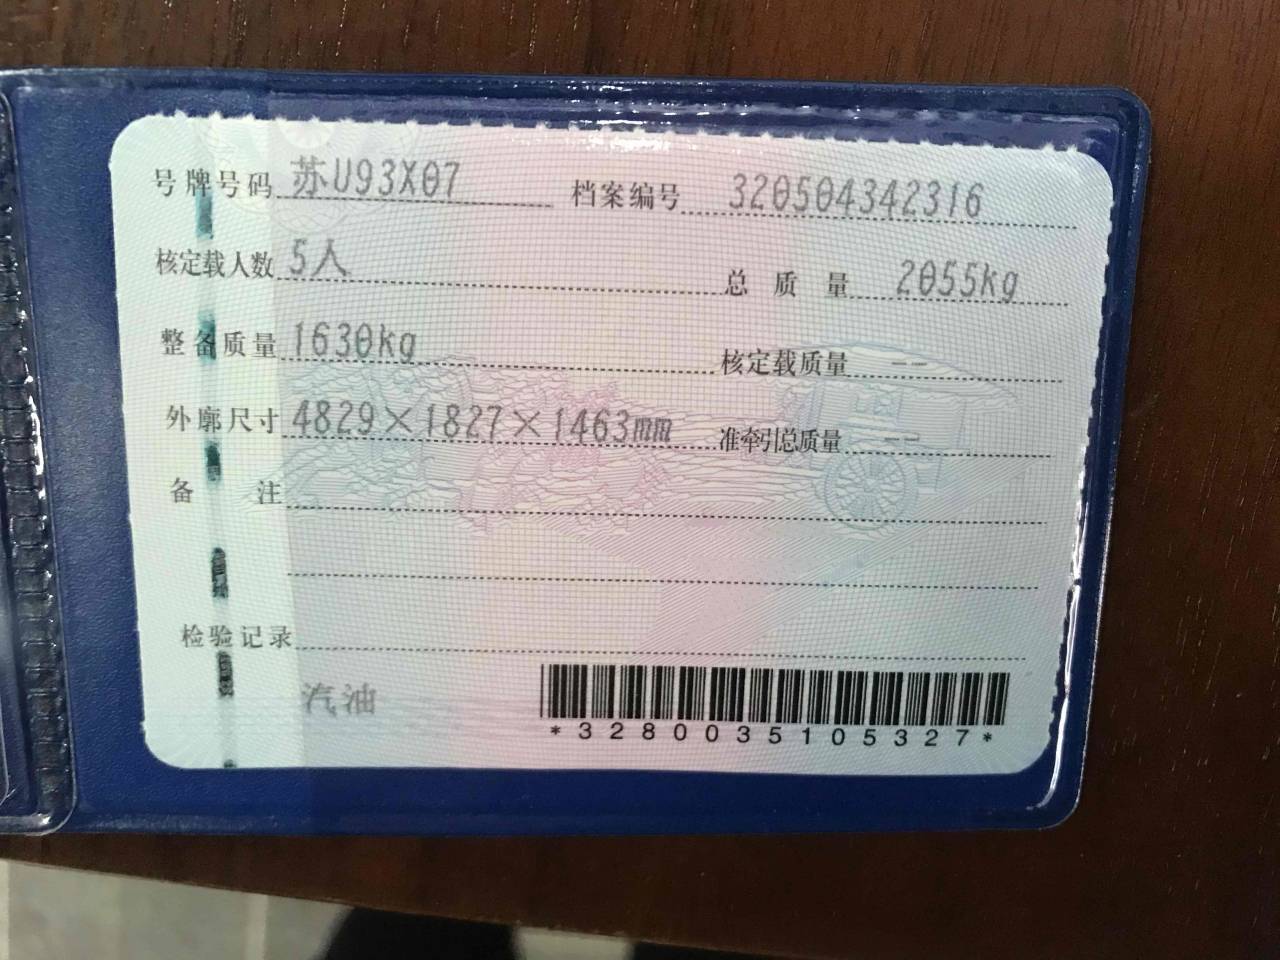 号牌号码 苏U93X07 档案编号 320504342316
核定载人数 5人 总质量 2055kg
整备质量 1630kg 核定载质量 --
外廓尺寸 4829×1827×1463mm 准牵引总质量 --
备注
检验记录
汽油
*3280035105327*